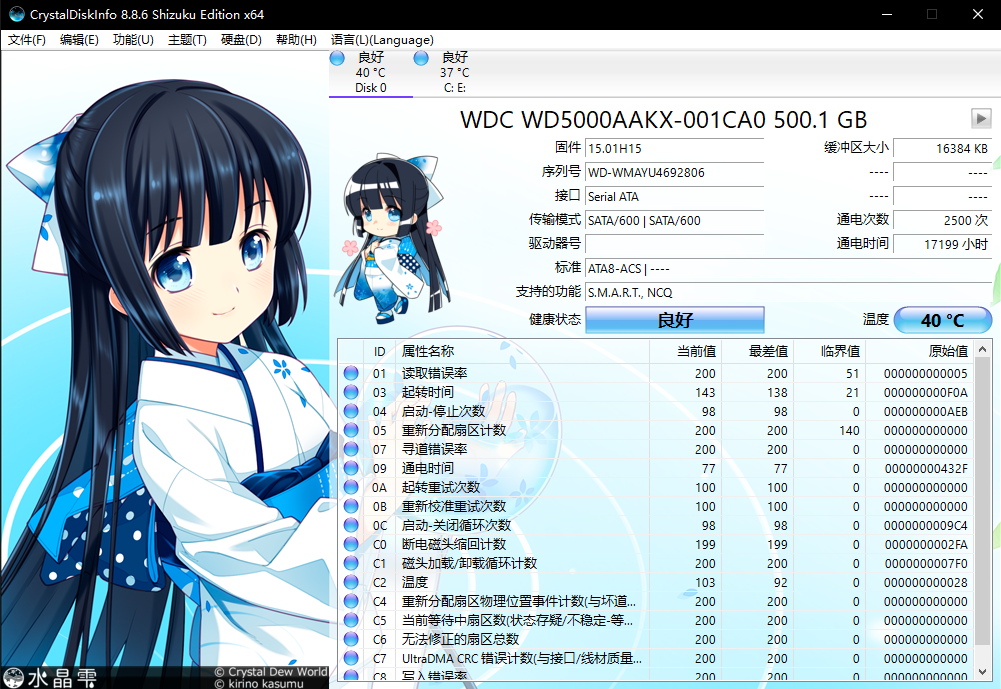 CrystalDiskInfo 8.8.6 Shizuku Edition x64
文件(F) 编辑(E) 功能(U) 主题(T) 硬盘(D) 帮助(H) 语言(L)(Language)
良好 良好
40 °C 37 °C
Disk 0 C: E:
WDC WD5000AAKX-001CA0 500.1 GB
固件 15.01H15 缓冲区大小 16384 KB
序列号 WD-WMAYU4692806 ---- ----
接口 Serial ATA ---- ----
传输模式 SATA/600 | SATA/600 通电次数 2500 次
驱动器号 通电时间 17199 小时
标准 ATA8-ACS | ----
支持的功能 S.M.A.R.T., NCQ
健康状态 良好 温度 40 °C
ID 属性名称 当前值 最差值 临界值 原始值
01 读取错误率 200 200 51 000000000005
03 起转时间 143 138 21 000000000F0A
04 启动-停止次数 98 98 0 000000000AEB
05 重新分配扇区计数 200 200 140 000000000000
07 寻道错误率 200 200 0 000000000000
09 通电时间 77 77 0 00000000432F
0A 起转重试次数 100 100 0 000000000000
0B 重新校准重试次数 100 100 0 000000000000
0C 启动-关闭循环次数 98 98 0 0000000009C4
C0 断电磁头缩回计数 199 199 0 0000000002FA
C1 磁头加载/卸载循环计数 200 200 0 0000000007F0
C2 温度 103 92 0 000000000028
C4 重新分配扇区物理位置事件计数(与坏道... 200 200 0 000000000000
C5 当前等待中扇区数(状态存疑/不稳定-等... 200 200 0 000000000000
C6 无法修正的扇区总数 200 200 0 000000000000
C7 UltraDMA CRC 错误计数(与接口/线材质量... 200 200 0 000000000000
C8 写入错误率 200 200 0 000000000000
水晶雫
© Crystal Dew World
© kirino kasumu